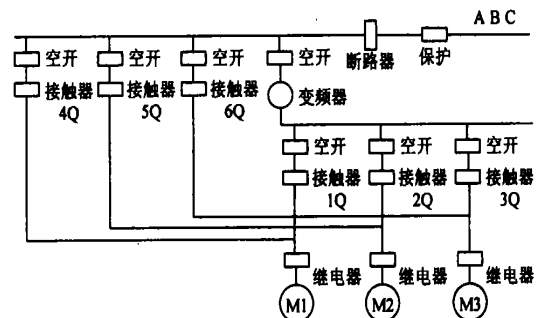 A B C
空开 空开 空开 空开 断路器 保护
接触器 接触器 接触器 变频器
4Q 5Q 6Q
空开 空开 空开
接触器 接触器 接触器
1Q 2Q 3Q
继电器 继电器 继电器
M1 M2 M3